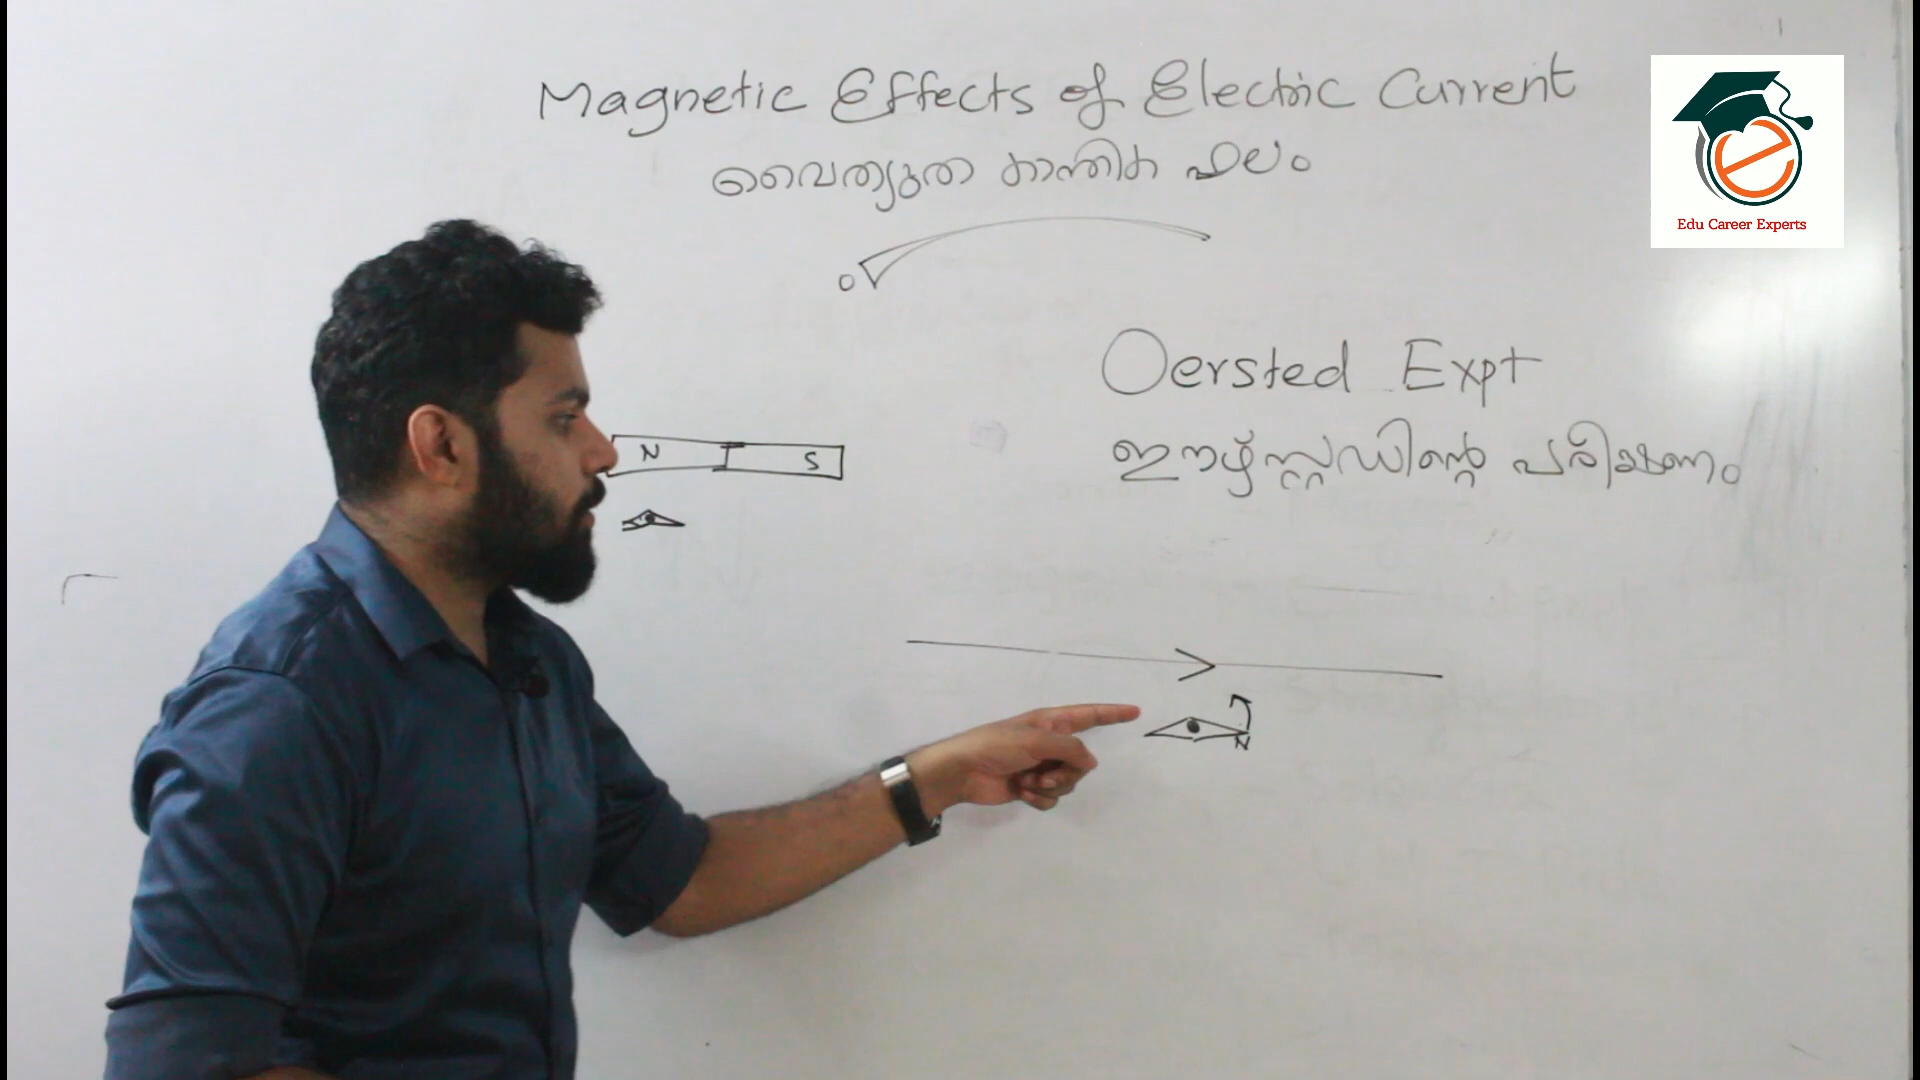 Magnetic Effects of Electric Current
വൈത്യുത കാന്തിക ഫലം
Edu Career Experts
Oersted Expt
ഈഴ്സ്റ്റഡിന്റെ പരീക്ഷണം
N S
N